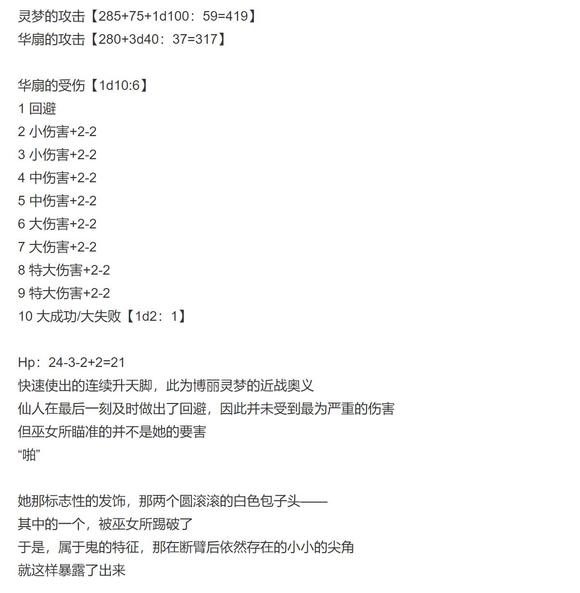 灵梦的攻击【285+75+1d100：59=419】
华扇的攻击【280+3d40：37=317】
华扇的受伤【1d10:6】
1 回避
2 小伤害+2-2
3 小伤害+2-2
4 中伤害+2-2
5 中伤害+2-2
6 大伤害+2-2
7 大伤害+2-2
8 特大伤害+2-2
9 特大伤害+2-2
10 大成功/大失败【1d2：1】
Hp：24-3-2+2=21
快速使出的连续升天脚，此为博丽灵梦的近战奥义
仙人在最后一刻及时做出了回避，因此并未受到最为严重的伤害
但巫女所瞄准的并不是她的要害
“啪”
她那标志性的发饰，那两个圆滚滚的白色包子头——
其中的一个，被巫女所踢破了
于是，属于鬼的特征，那在断臂后依然存在的小小的尖角
就这样暴露了出来